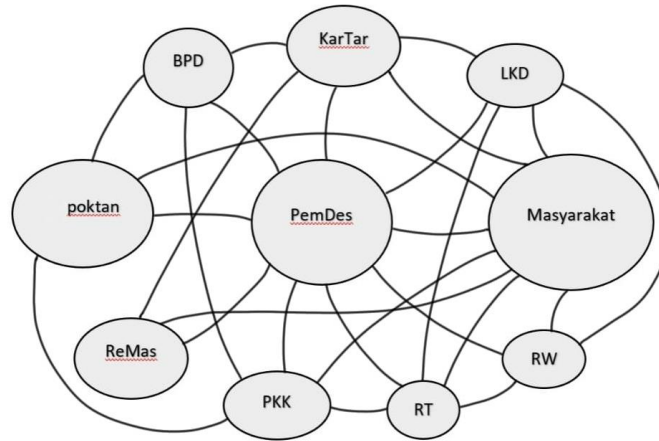 KarTar
BPD
LKD
poktan
PemDes
Masyarakat
ReMas
RW
PKK
RT